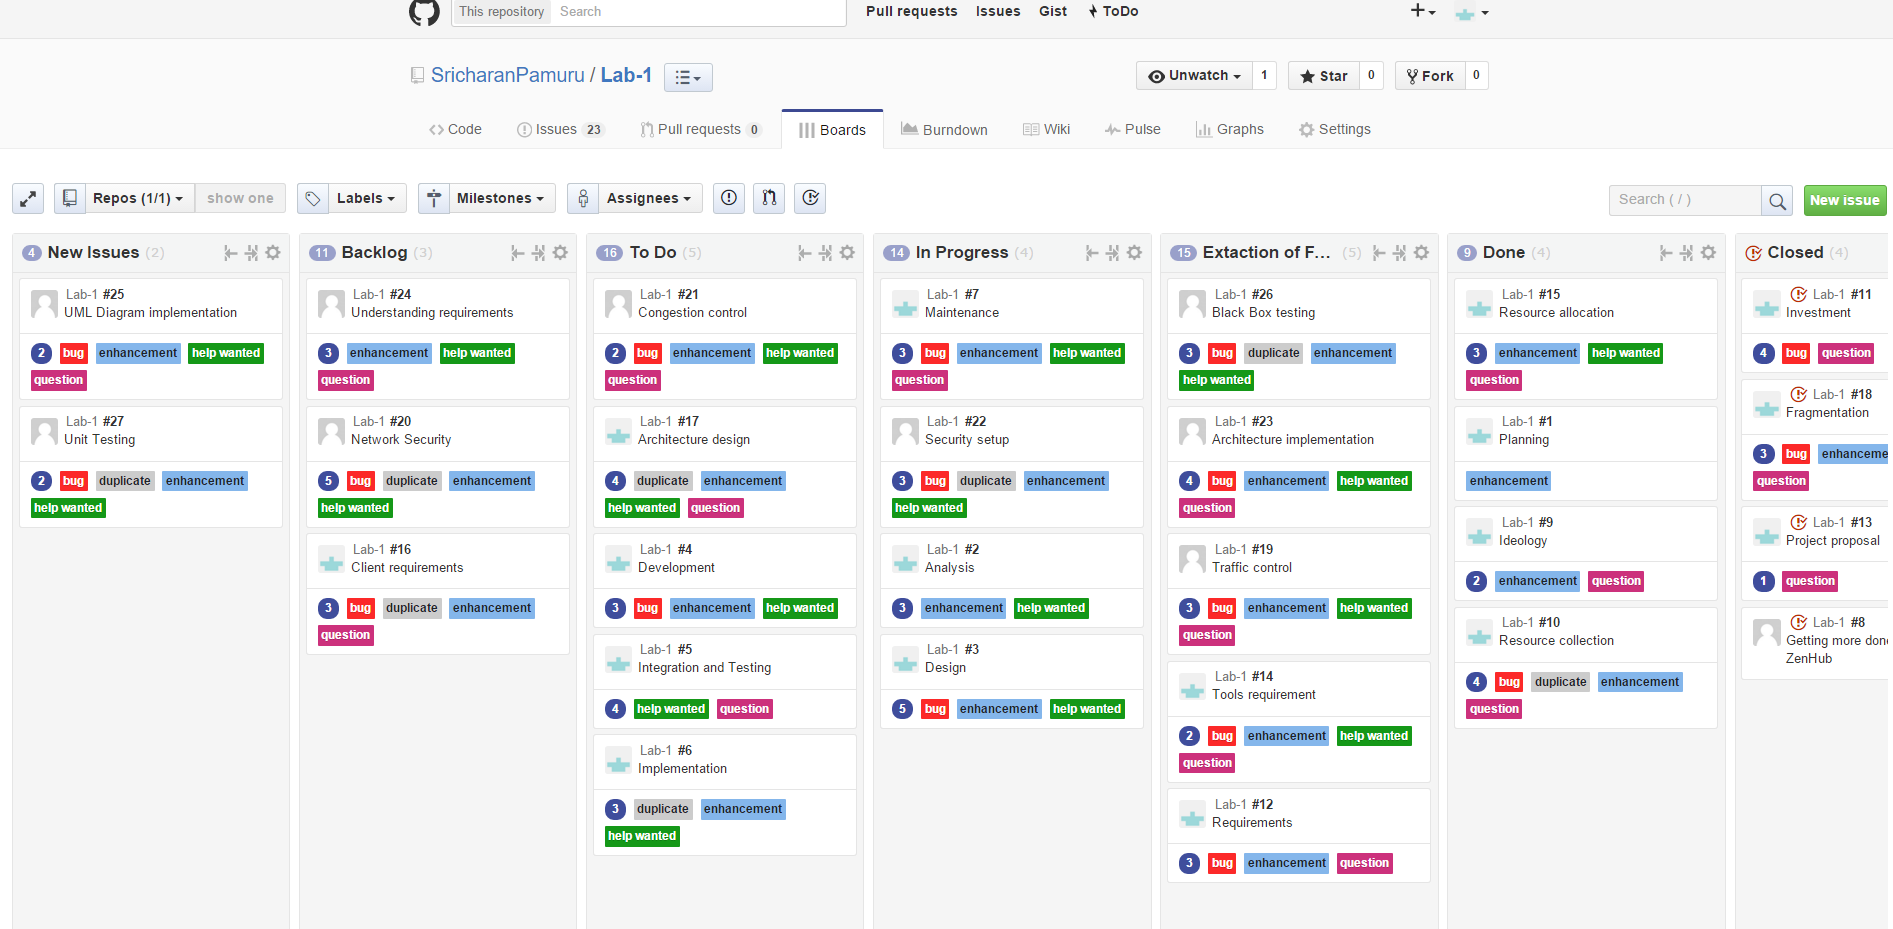 This repository Search Pull requests Issues Gist ToDo
SricharanPamuru / Lab-1 Unwatch 1 Star 0 Fork 0
Code Issues 23 Pull requests 0 Boards Burndown Wiki Pulse Graphs Settings
Repos (1/1) show one Labels Milestones Assignees Search ( / ) New issue
4 New Issues (2)
Lab-1 #25
UML Diagram implementation
2 bug enhancement help wanted
question
Lab-1 #27
Unit Testing
2 bug duplicate enhancement
help wanted
11 Backlog (3)
Lab-1 #24
Understanding requirements
3 enhancement help wanted
question
Lab-1 #20
Network Security
5 bug duplicate enhancement
help wanted
Lab-1 #16
Client requirements
3 bug duplicate enhancement
question
16 To Do (5)
Lab-1 #21
Congestion control
2 bug enhancement help wanted
question
Lab-1 #17
Architecture design
4 duplicate enhancement
help wanted question
Lab-1 #4
Development
3 bug enhancement help wanted
Lab-1 #5
Integration and Testing
4 help wanted question
Lab-1 #6
Implementation
3 duplicate enhancement
help wanted
14 In Progress (4)
Lab-1 #7
Maintenance
3 bug enhancement help wanted
question
Lab-1 #22
Security setup
3 bug duplicate enhancement
help wanted
Lab-1 #2
Analysis
3 enhancement help wanted
Lab-1 #3
Design
5 bug enhancement help wanted
15 Extaction of F... (5)
Lab-1 #26
Black Box testing
3 bug duplicate enhancement
help wanted
Lab-1 #23
Architecture implementation
4 bug enhancement help wanted
question
Lab-1 #19
Traffic control
3 bug enhancement help wanted
question
Lab-1 #14
Tools requirement
2 bug enhancement help wanted
question
Lab-1 #12
Requirements
3 bug enhancement question
9 Done (4)
Lab-1 #15
Resource allocation
3 enhancement help wanted
question
Lab-1 #1
Planning
enhancement
Lab-1 #9
Ideology
2 enhancement question
Lab-1 #10
Resource collection
4 bug duplicate enhancement
question
Closed (4)
Lab-1 #11
Investment
4 bug question
Lab-1 #18
Fragmentation
3 bug enhanceme
question
Lab-1 #13
Project proposal
1 question
Lab-1 #8
Getting more done
ZenHub